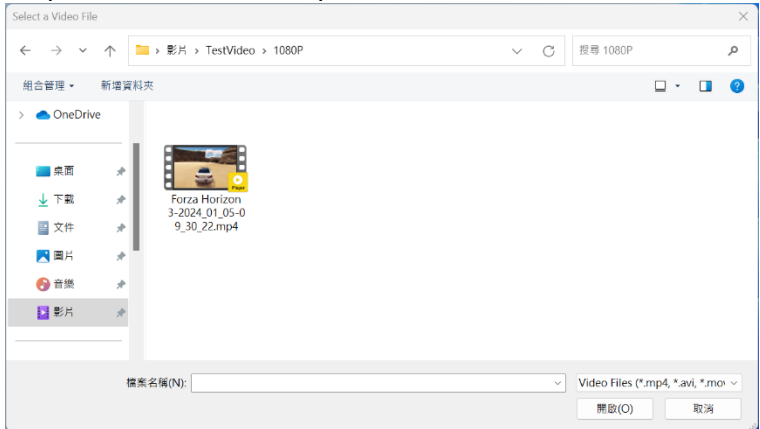 Select a Video File
影片 › TestVideo › 1080P
搜尋 1080P
組合管理
新增資料夾
OneDrive
桌面
下載
文件
圖片
音樂
影片
Player
Forza Horizon
3-2024_01_05-0
9_30_22.mp4
檔案名稱(N):
Video Files (*.mp4, *.avi, *.mov
開啟(O)
取消